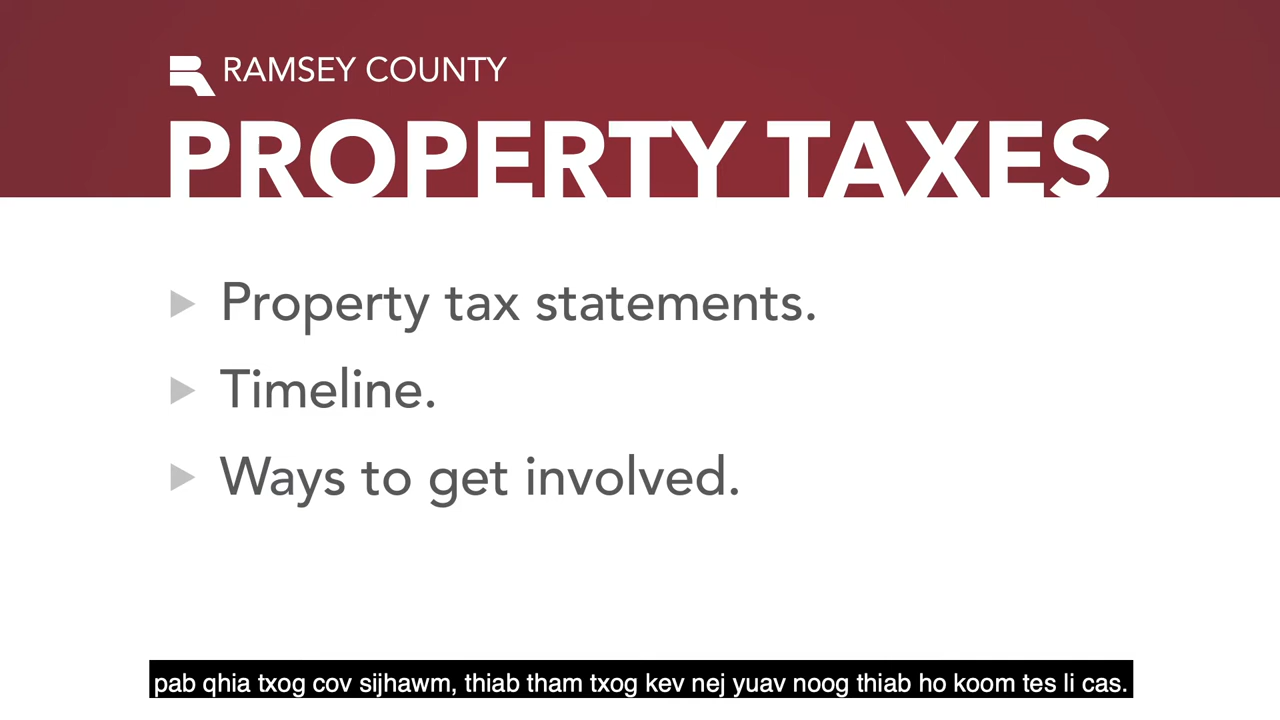 RAMSEY COUNTY
PROPERTY TAXES
Property tax statements.
Timeline.
Ways to get involved.
pab qhia txog cov sijhawm, thiab tham txog kev nej yuav noog thiab ho koom tes li cas.